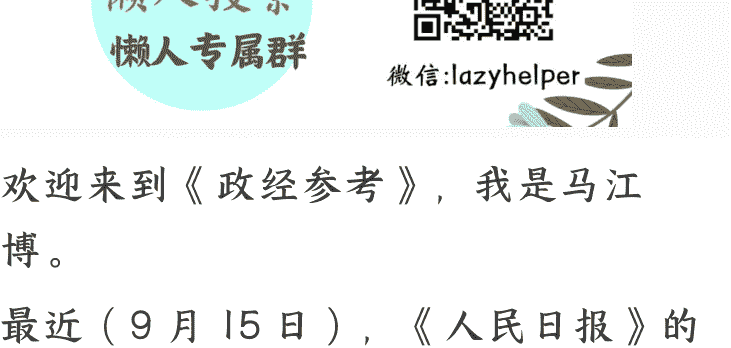 懒人专属群
微信:lazyhelper
欢迎来到《政经参考》，我是马江
博。
最近（9月15日），《人民日报》的